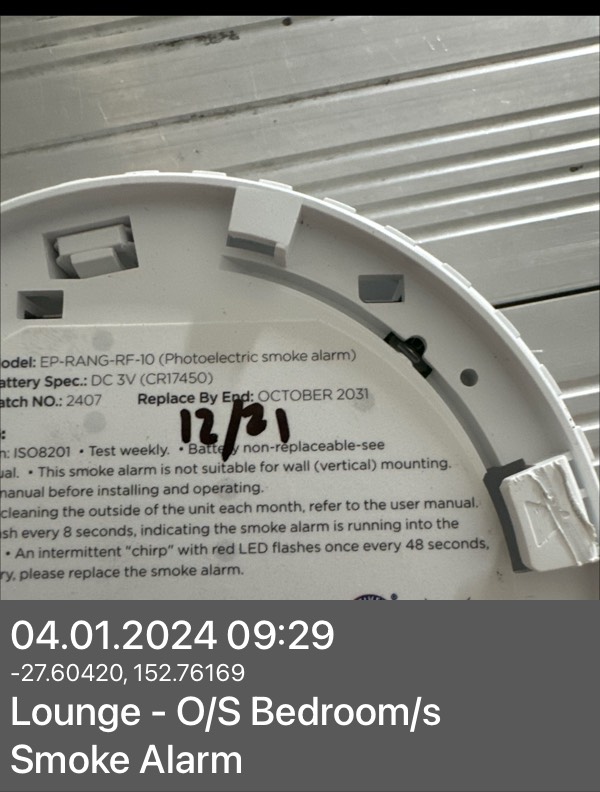 odel: EP-RANG-RF-10 (Photoelectric smoke alarm)
attery Spec.: DC 3V (CR17450)
atch NO.: 2407 Replace By End: OCTOBER 2031
12/21
n: ISO8201 • Test weekly. • Battery non-replaceable-see
ual. • This smoke alarm is not suitable for wall (vertical) mounting.
manual before installing and operating.
cleaning the outside of the unit each month, refer to the user manual.
sh every 8 seconds, indicating the smoke alarm is running into the
• An intermittent "chirp" with red LED flashes once every 48 seconds,
ry, please replace the smoke alarm.
04.01.2024 09:29
-27.60420, 152.76169
Lounge - O/S Bedroom/s
Smoke Alarm